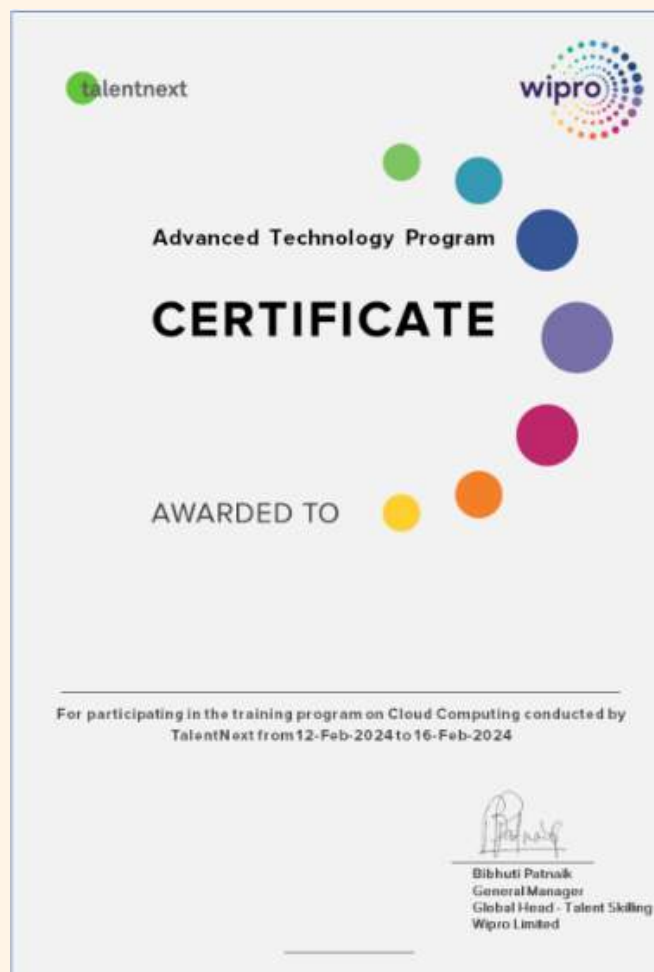 talentnext
wipro
Advanced Technology Program
CERTIFICATE
AWARDED TO
For participating in the training program on Cloud Computing conducted by
TalentNext from 12-Feb-2024 to 16-Feb-2024
Bibhuti Patnaik
General Manager
Global Head - Talent Skilling
Wipro Limited